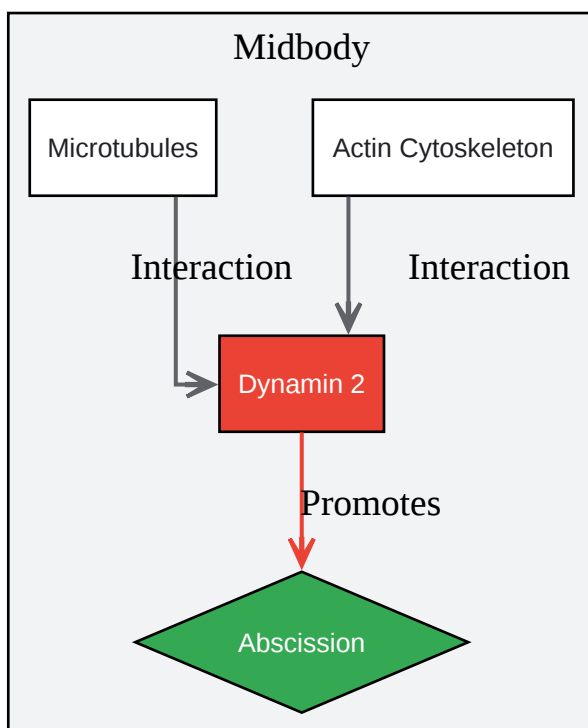 Midbody
Microtubules
Actin Cytoskeleton
Interaction
Interaction
Dynamin 2
Promotes
Abscission